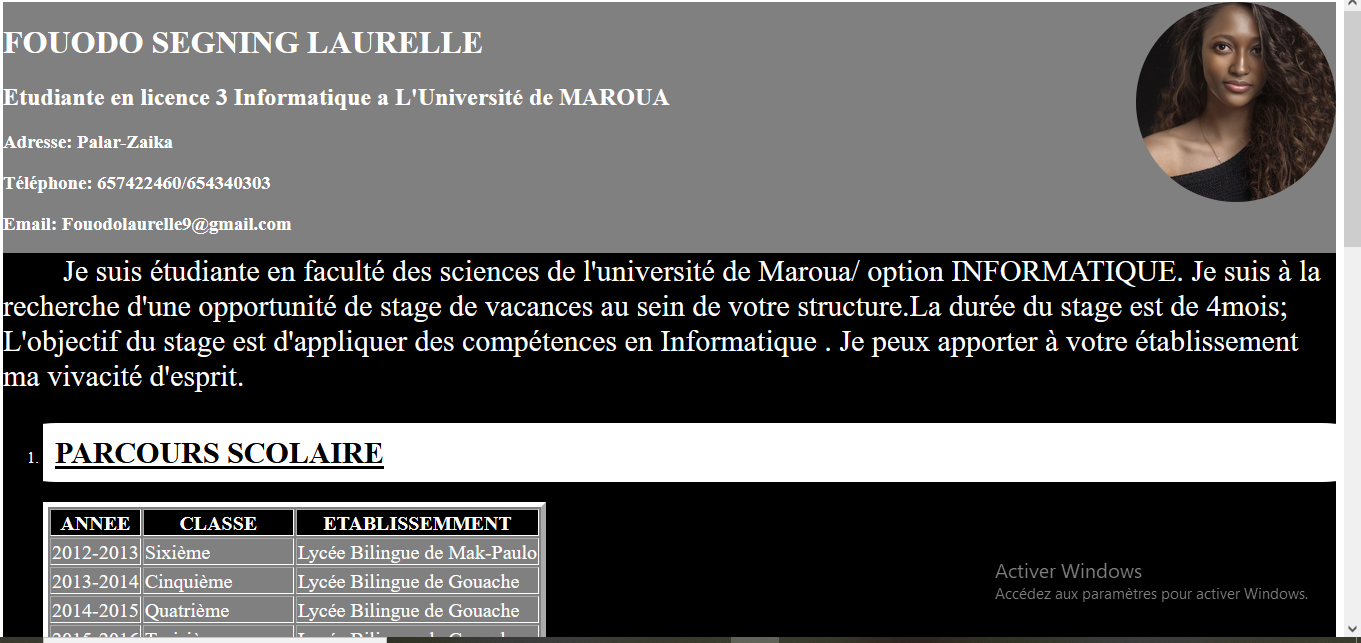 FOUODO SEGNING LAURELLE
Etudiante en licence 3 Informatique a L'Université de MAROUA
Adresse: Palar-Zaika
Téléphone: 657422460/654340303
Email: Fouodolaurelle9@gmail.com
Je suis étudiante en faculté des sciences de l'université de Maroua/ option INFORMATIQUE. Je suis à la
recherche d'une opportunité de stage de vacances au sein de votre structure.La durée du stage est de 4mois;
L'objectif du stage est d'appliquer des compétences en Informatique . Je peux apporter à votre établissement
ma vivacité d'esprit.
1. PARCOURS SCOLAIRE
ANNEE CLASSE ETABLISSEMMENT
2012-2013 Sixième Lycée Bilingue de Mak-Paulo
2013-2014 Cinquième Lycée Bilingue de Gouache
2014-2015 Quatrième Lycée Bilingue de Gouache
Activer Windows
Accédez aux paramètres pour activer Windows.